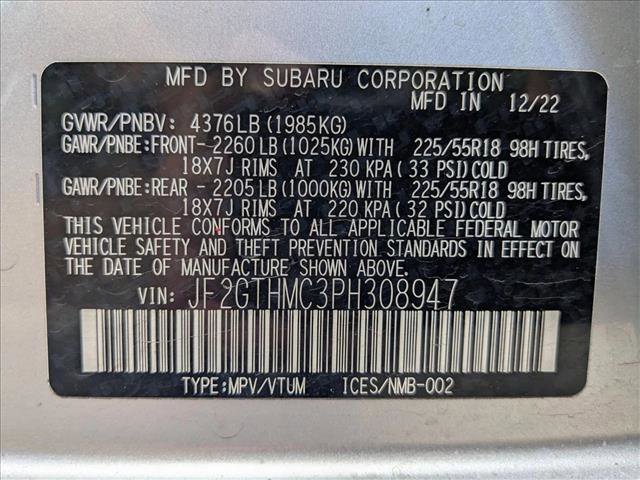 MFD BY SUBARU CORPORATION
MFD IN 12/22
GVWR/PNBV: 4376LB (1985KG)
GAWR/PNBE:FRONT-2260LB (1025KG)WITH 225/55R18 98H TIRES,
18X7J RIMS AT 230 KPA (33 PSI)COLD
GAWR/PNBE:REAR -2205LB (1000KG)WITH 225/55R18 98H TIRES,
18X7J RIMS AT 220 KPA (32 PSI)COLD
THIS VEHICLE CONFORMS TO ALL APPLICABLE FEDERAL MOTOR
VEHICLE SAFETY AND THEFT PREVENTION STANDARDS IN EFFECT ON
THE DATE OF MANUFACTURE SHOWN ABOVE.
VIN: JF2GTHMC3PH308947
TYPE:MPV/VTUM ICES/NMB-002